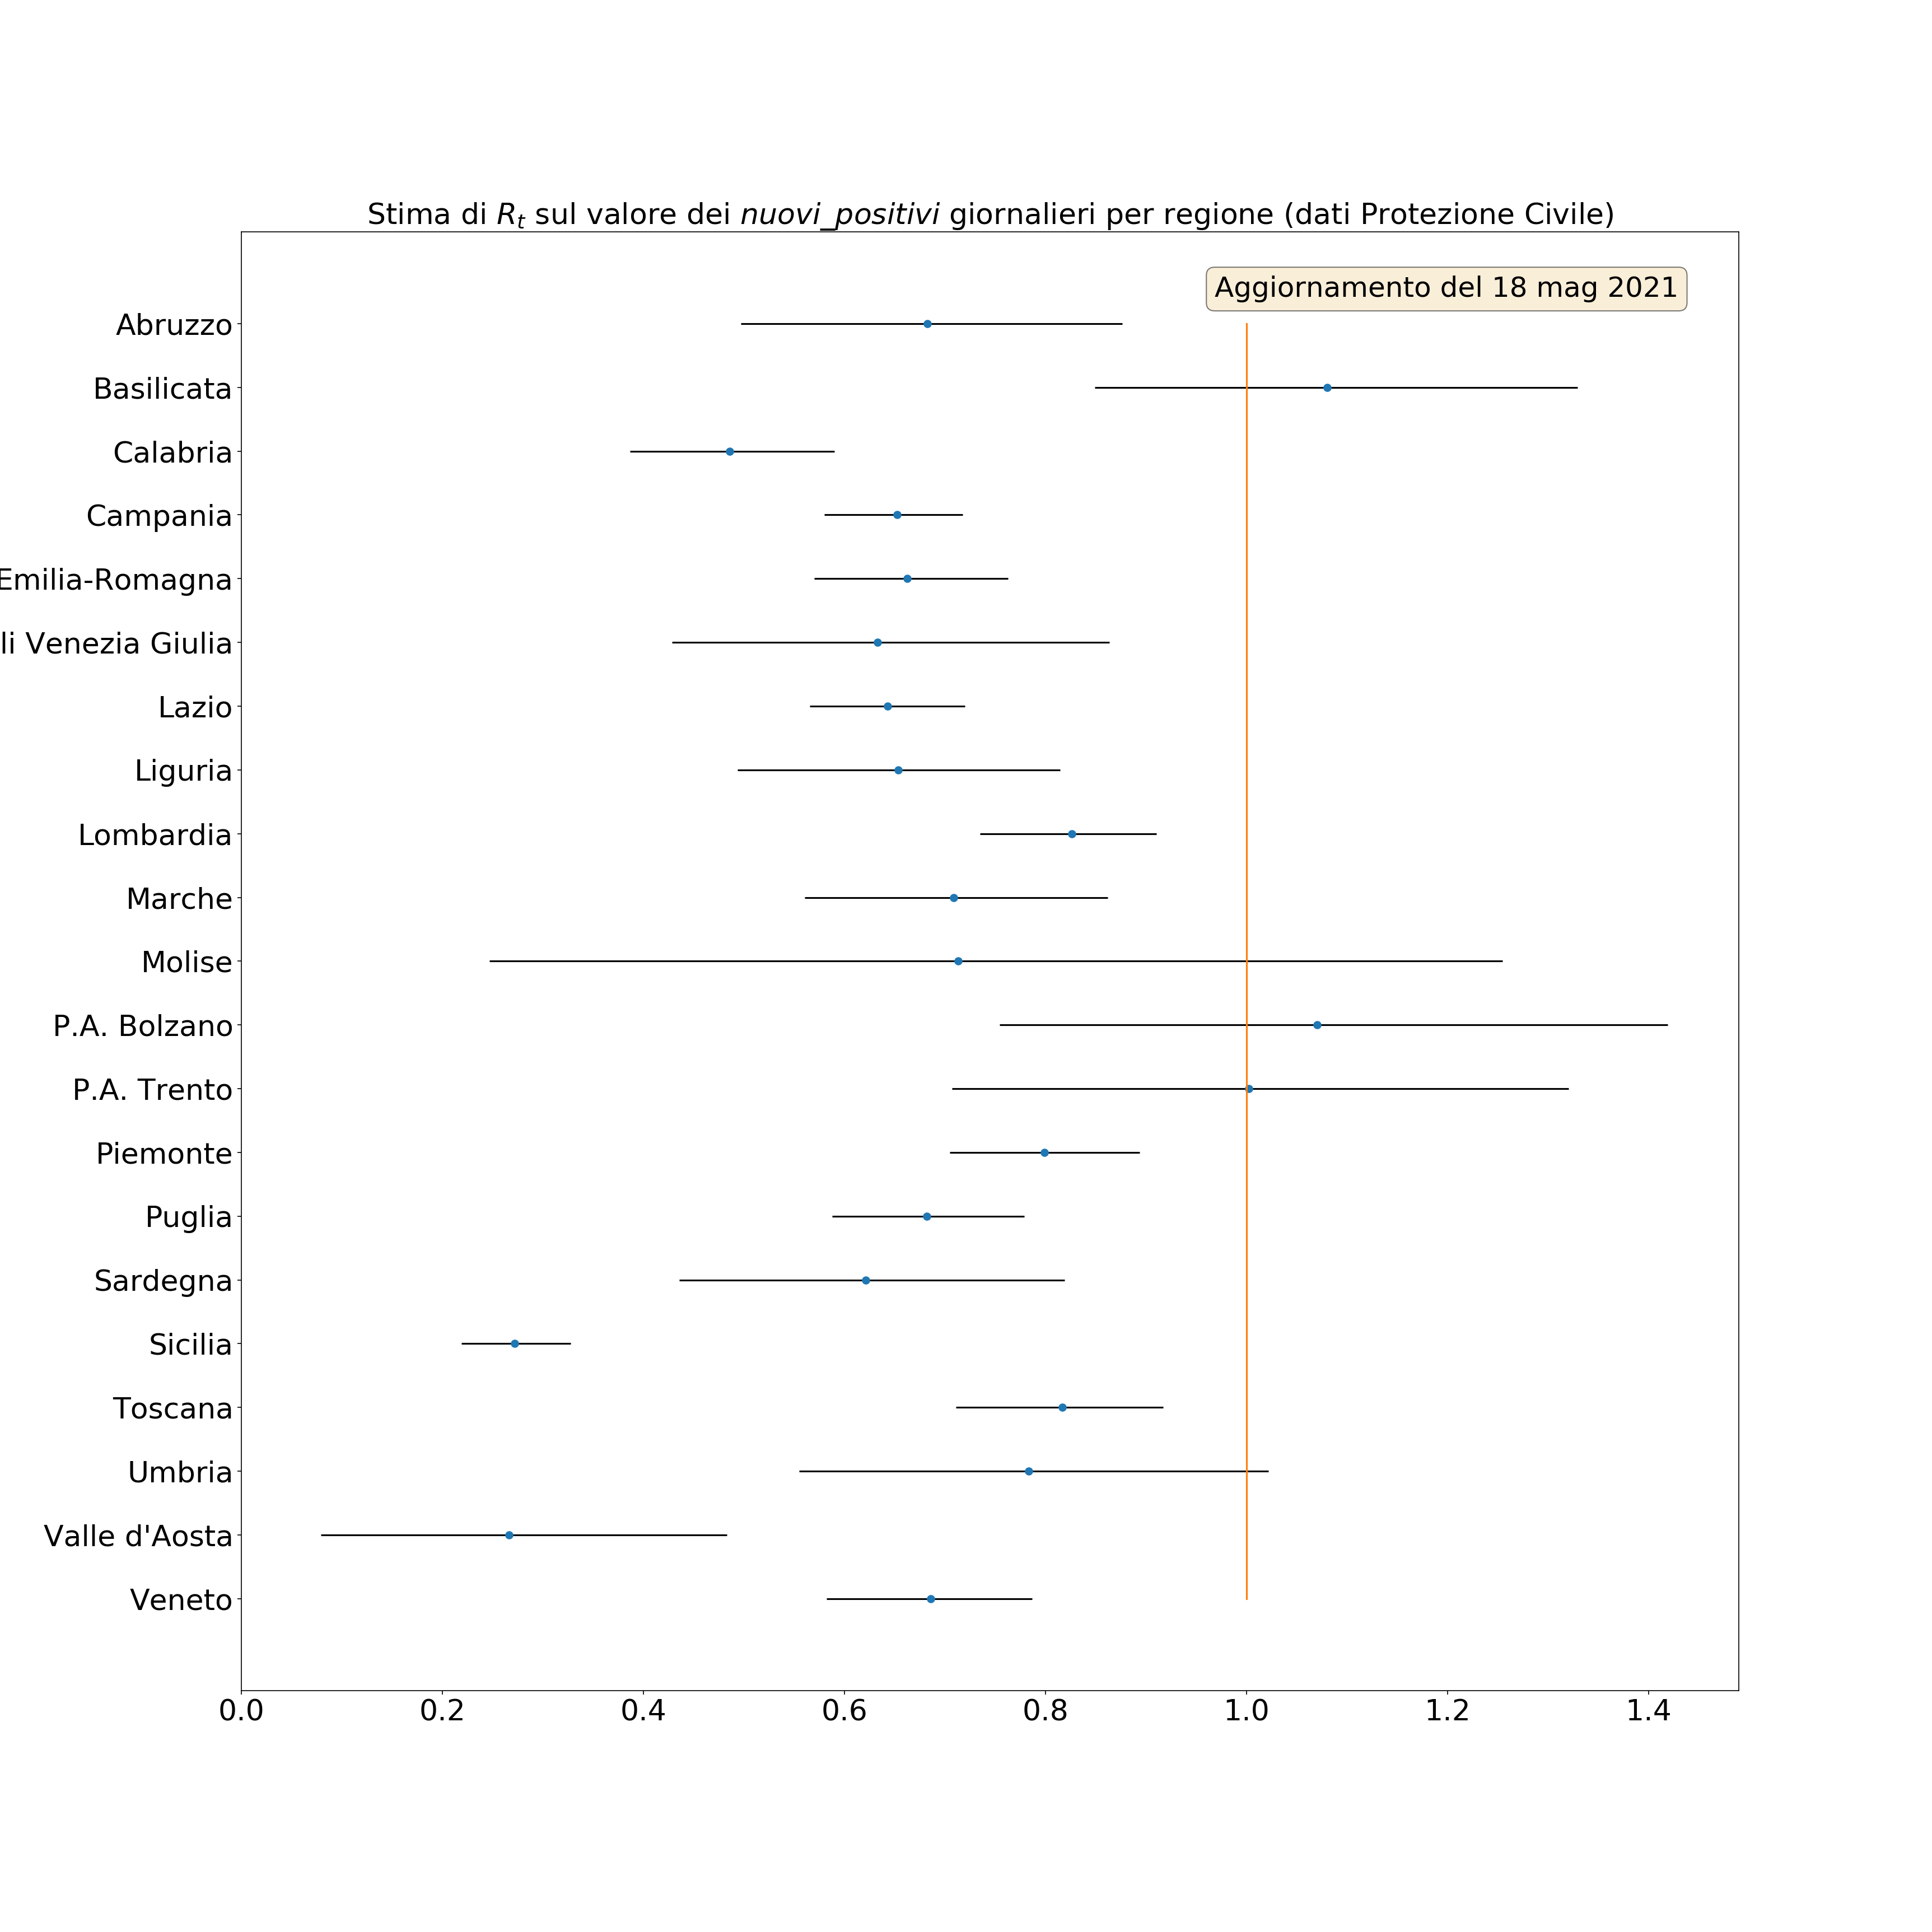 Stima di Rt sul valore dei nuovi_positivi giornalieri per regione (dati Protezione Civile)
Aggiornamento del 18 mag 2021
Abruzzo
Basilicata
Calabria
Campania
Emilia-Romagna
li Venezia Giulia
Lazio
Liguria
Lombardia
Marche
Molise
P.A. Bolzano
P.A. Trento
Piemonte
Puglia
Sardegna
Sicilia
Toscana
Umbria
Valle d'Aosta
Veneto
0.0 0.2 0.4 0.6 0.8 1.0 1.2 1.4